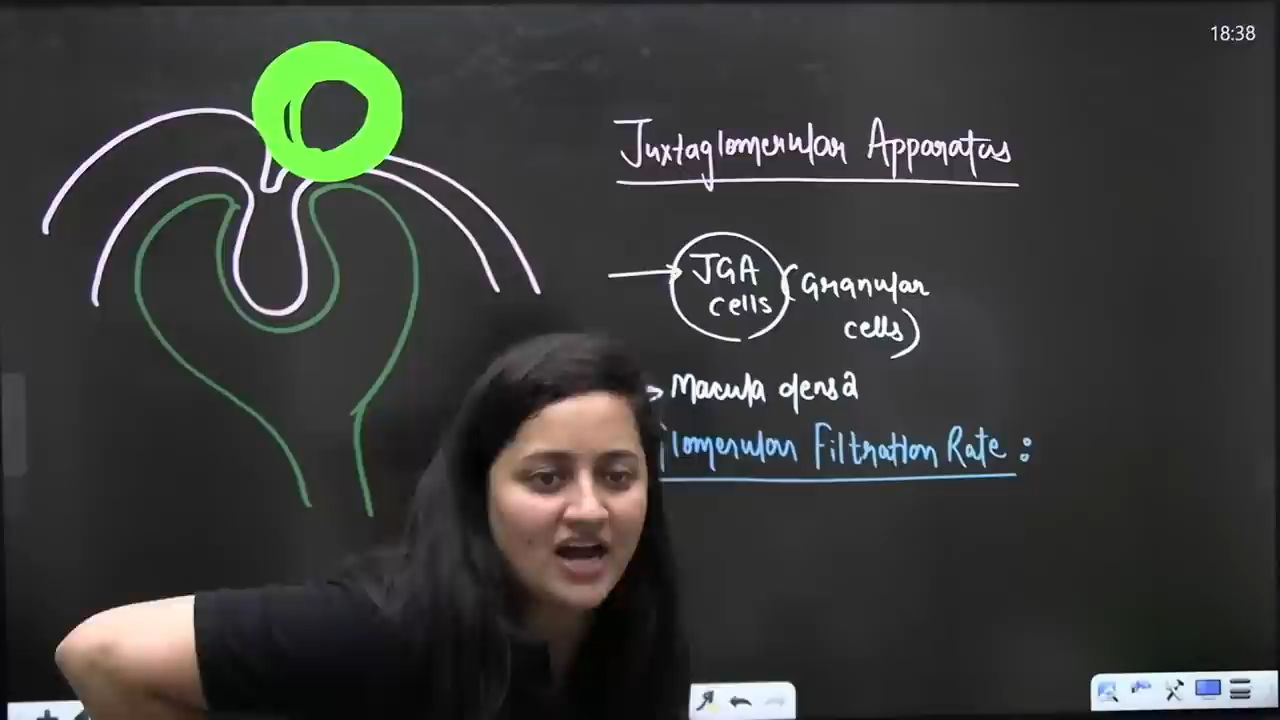 18:38
Juxtaglomerular Apparatus
JGA cells (Granular cells)
Macula densa
lomerular Filtration Rate :